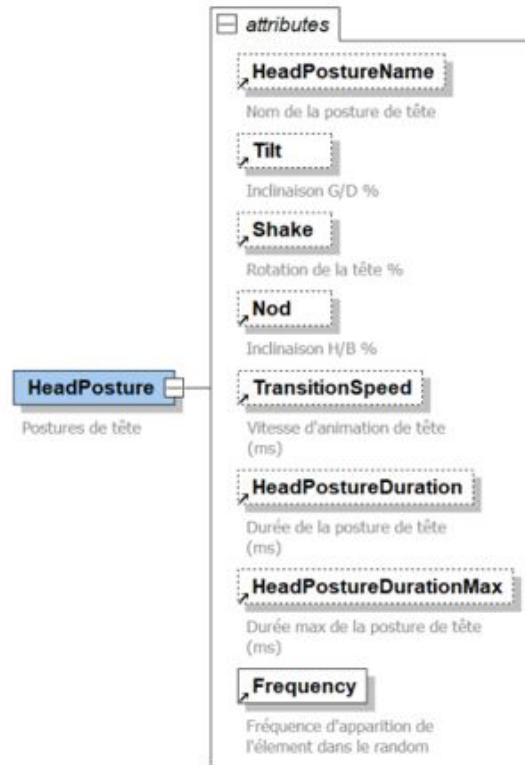 attributes
HeadPostureName
Nom de la posture de tête
Tilt
Inclinaison G/D %
Shake
Rotation de la tête %
Nod
Inclinaison H/B %
HeadPosture
Postures de tête
TransitionSpeed
Vitesse d'animation de tête
(ms)
HeadPostureDuration
Durée de la posture de tête
(ms)
HeadPostureDurationMax
Durée max de la posture de tête
(ms)
Frequency
Fréquence d'apparition de
l'élement dans le random